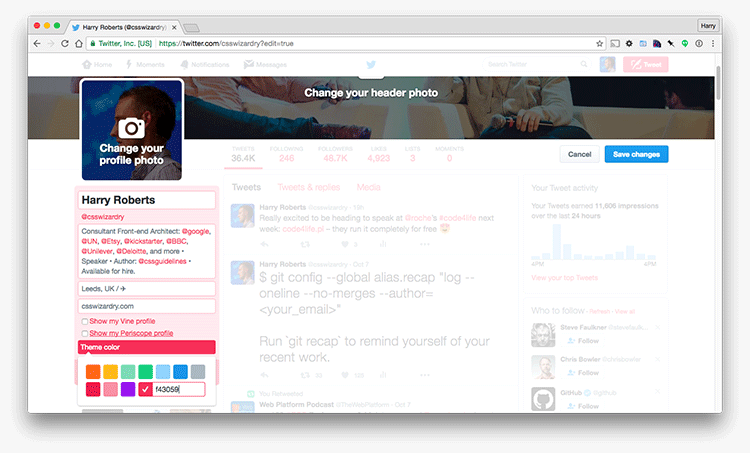 Harry Roberts (@csswizardry)
Harry
Twitter, Inc. [US] https://twitter.com/csswizardry?edit=true
Home Moments Notifications Messages Search Twitter Tweet
Change your header photo
Change your
profile photo
TWEETS FOLLOWING FOLLOWERS LIKES LISTS MOMENTS
36.4K 246 46.7K 4,923 3 0
Cancel Save changes
Harry Roberts
@csswizardry
Consultant Front-end Architect: @google,
@UN, @Etsy, @kickstarter, @BBC,
@Unilever, @Deloitte, and more •
Speaker • Author: @cssguidelines •
Available for hire.
Leeds, UK / ✈
csswizardry.com
Show my Vine profile
Show my Periscope profile
Theme color
f43059
Tweets Tweets & replies Media
Harry Roberts @csswizardry · 18h
Really excited to be heading to speak at @roche's #code4life next
week: code4life.pl – they run it completely for free
Harry Roberts @csswizardry · Oct 7
$ git config --global alias.recap "log --
oneline --no-merges --author=
<your_email>"
Run `git recap` to remind yourself of your
recent work.
You Retweeted
Web Platform Podcast @TheWebPlatform · Oct 7
Your Tweet activity
Your Tweets earned 11,606 impressions
over the last 24 hours
4PM 4PM
View your top Tweets
Who to follow · Refresh · View all
Steve Faulkner @stevefaulk...
Follow
Chris Bowler @chrisbowler
Follow
GitHub @github
Follow